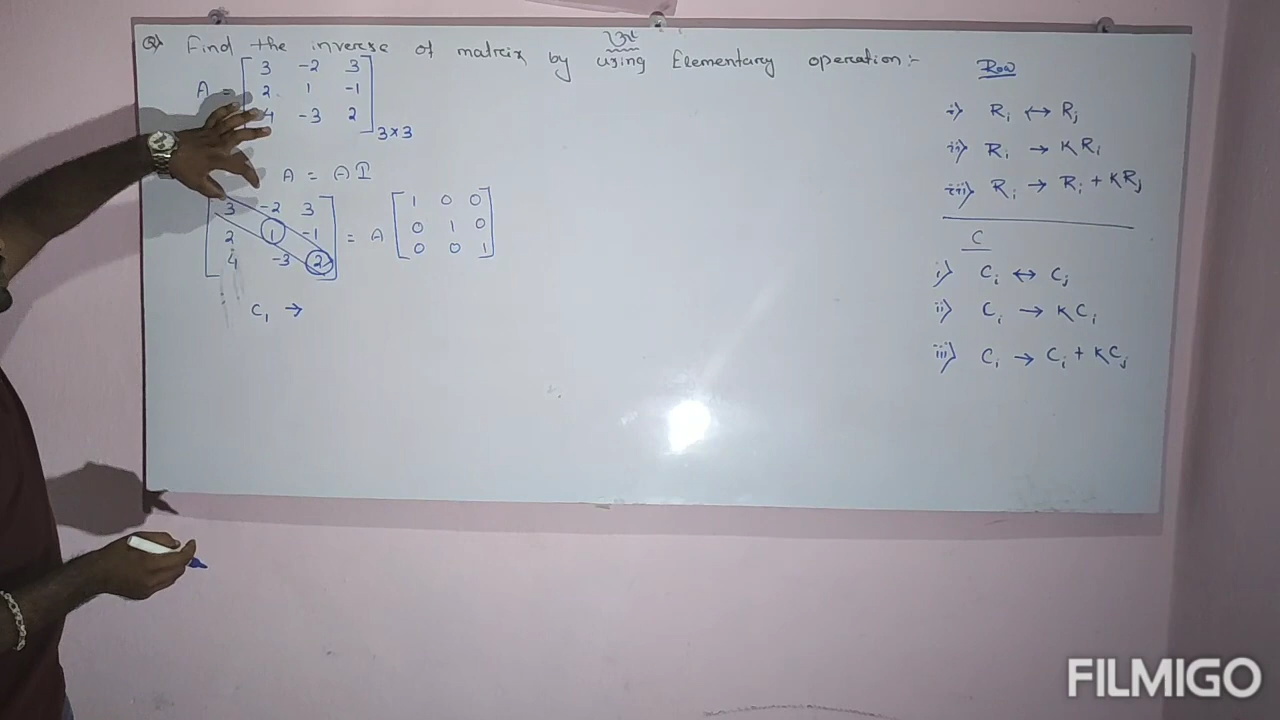 Q) Find the inverse of matrix by using Elementary operation:-
A = [ 3 -2 3
2 1 -1
4 -3 2 ] 3×3
A = AI
[ 3 -2 3
2 1 -1
4 -3 2 ] = A [ 1 0 0
0 1 0
0 0 1 ]
C₁ →
Row
i) Rᵢ ↔ Rⱼ
ii) Rᵢ → KRᵢ
iii) Rᵢ → Rᵢ + KRⱼ
C
i) Cᵢ ↔ Cⱼ
ii) Cᵢ → KCᵢ
iii) Cᵢ → Cᵢ + KCⱼ
FILMIGO